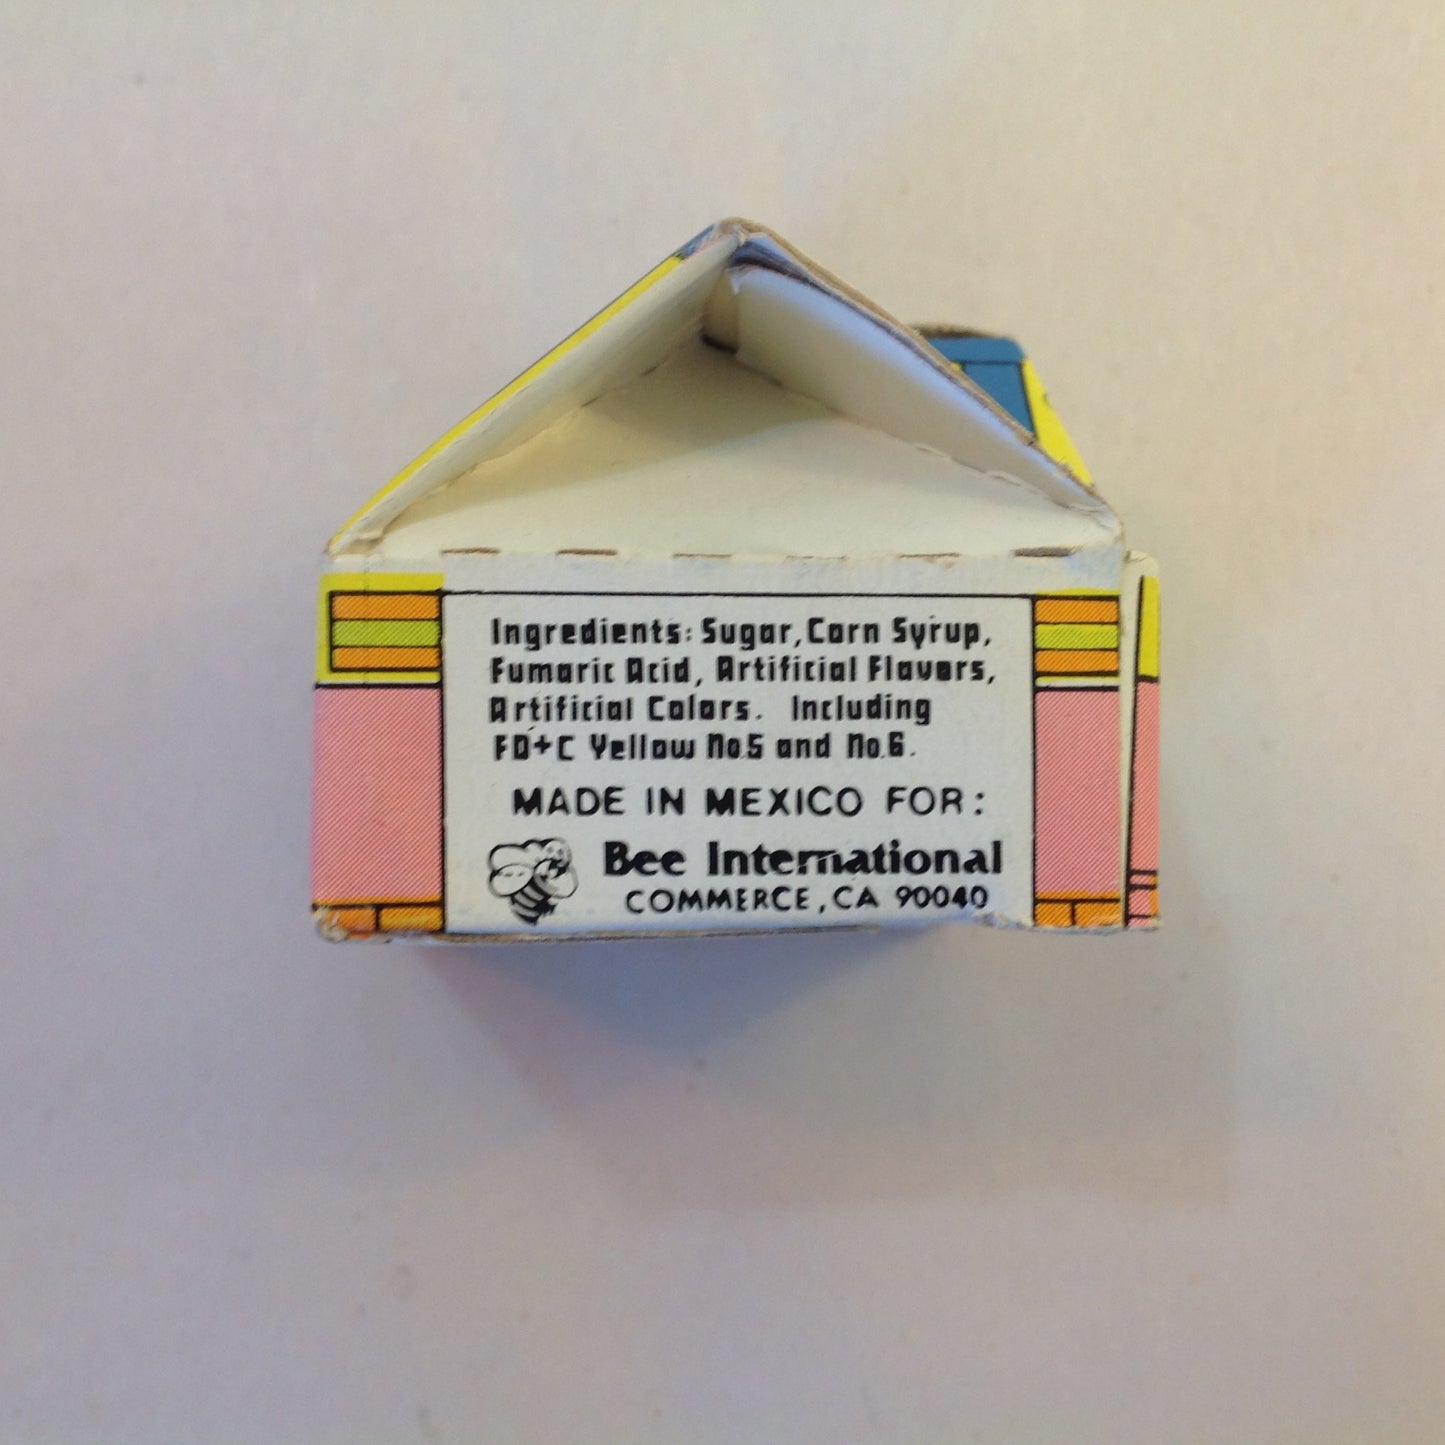 Ingredients: Sugar, Corn Syrup,
Fumaric Acid, Artificial Flavors,
Artificial Colors. Including
FD+C Yellow No.5 and No.6.
MADE IN MEXICO FOR:
Bee International
COMMERCE, CA 90040